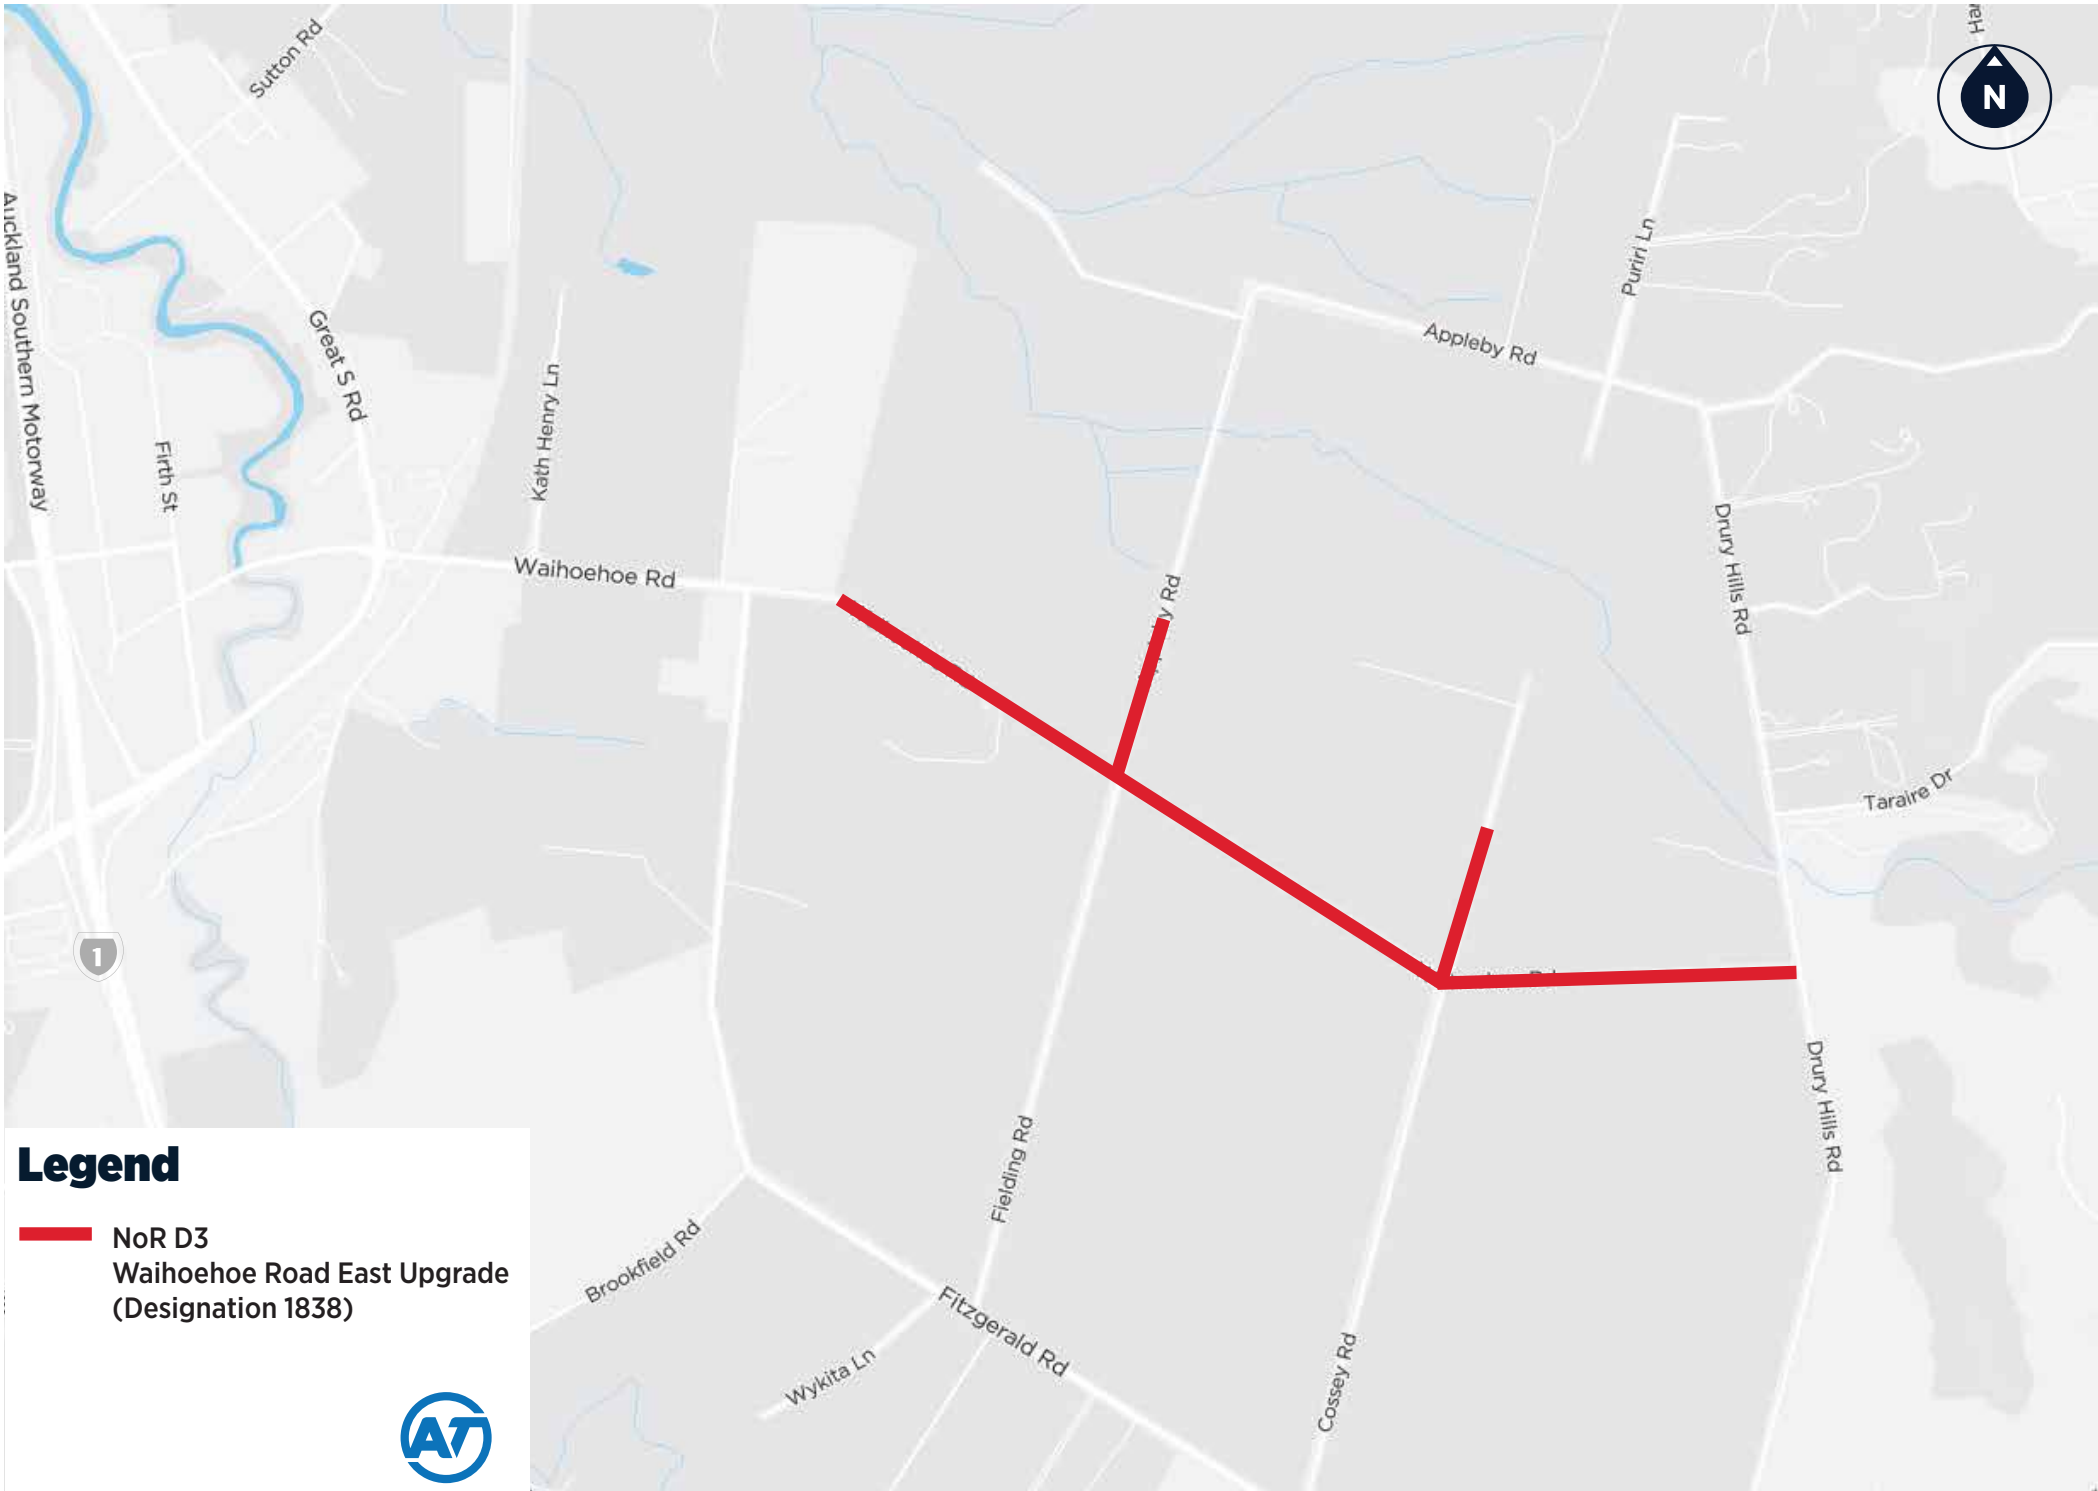 Sutton Rd
Haw
N
Auckland Southern Motorway
Great S Rd
Puriri Ln
Appleby Rd
Kath Henry Ln
Firth St
Waihoehoe Rd
Drury Hills Rd
Rd
Taraire Dr
1
Drury Hills Rd
Fielding Rd
Brookfield Rd
Fitzgerald Rd
Wykita Ln
Cossey Rd
Legend
NoR D3
Waihoehoe Road East Upgrade
(Designation 1838)
AT